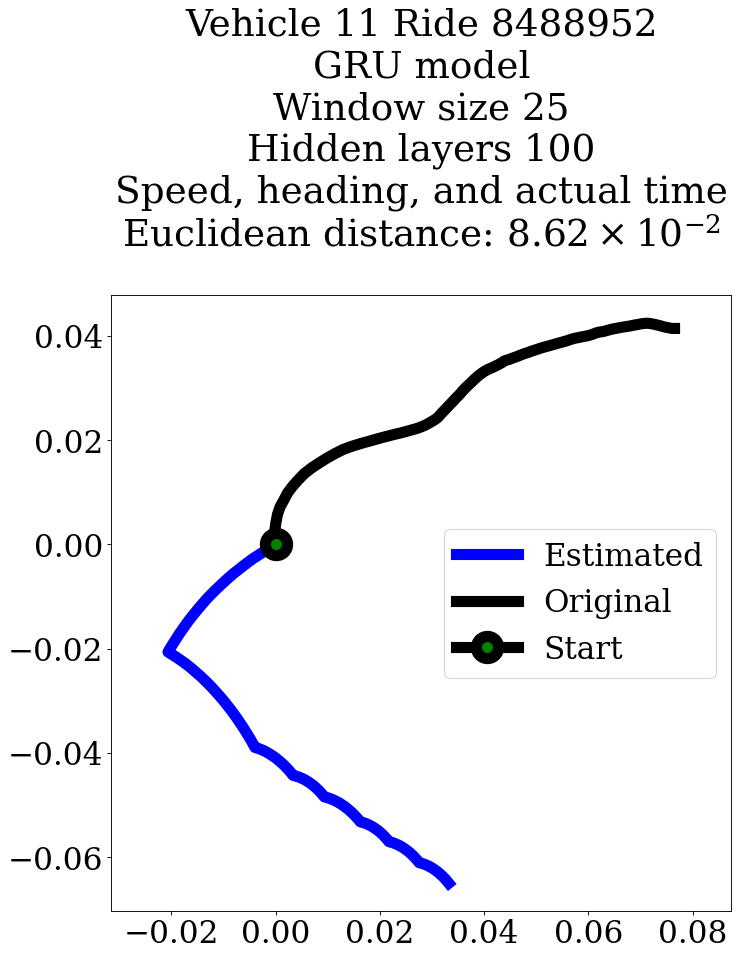 Vehicle 11 Ride 8488952
GRU model
Window size 25
Hidden layers 100
Speed, heading, and actual time
Euclidean distance: 8.62 × 10⁻²
0.04
0.02
0.00
−0.02
−0.04
−0.06
Estimated
Original
Start
−0.02 0.00 0.02 0.04 0.06 0.08